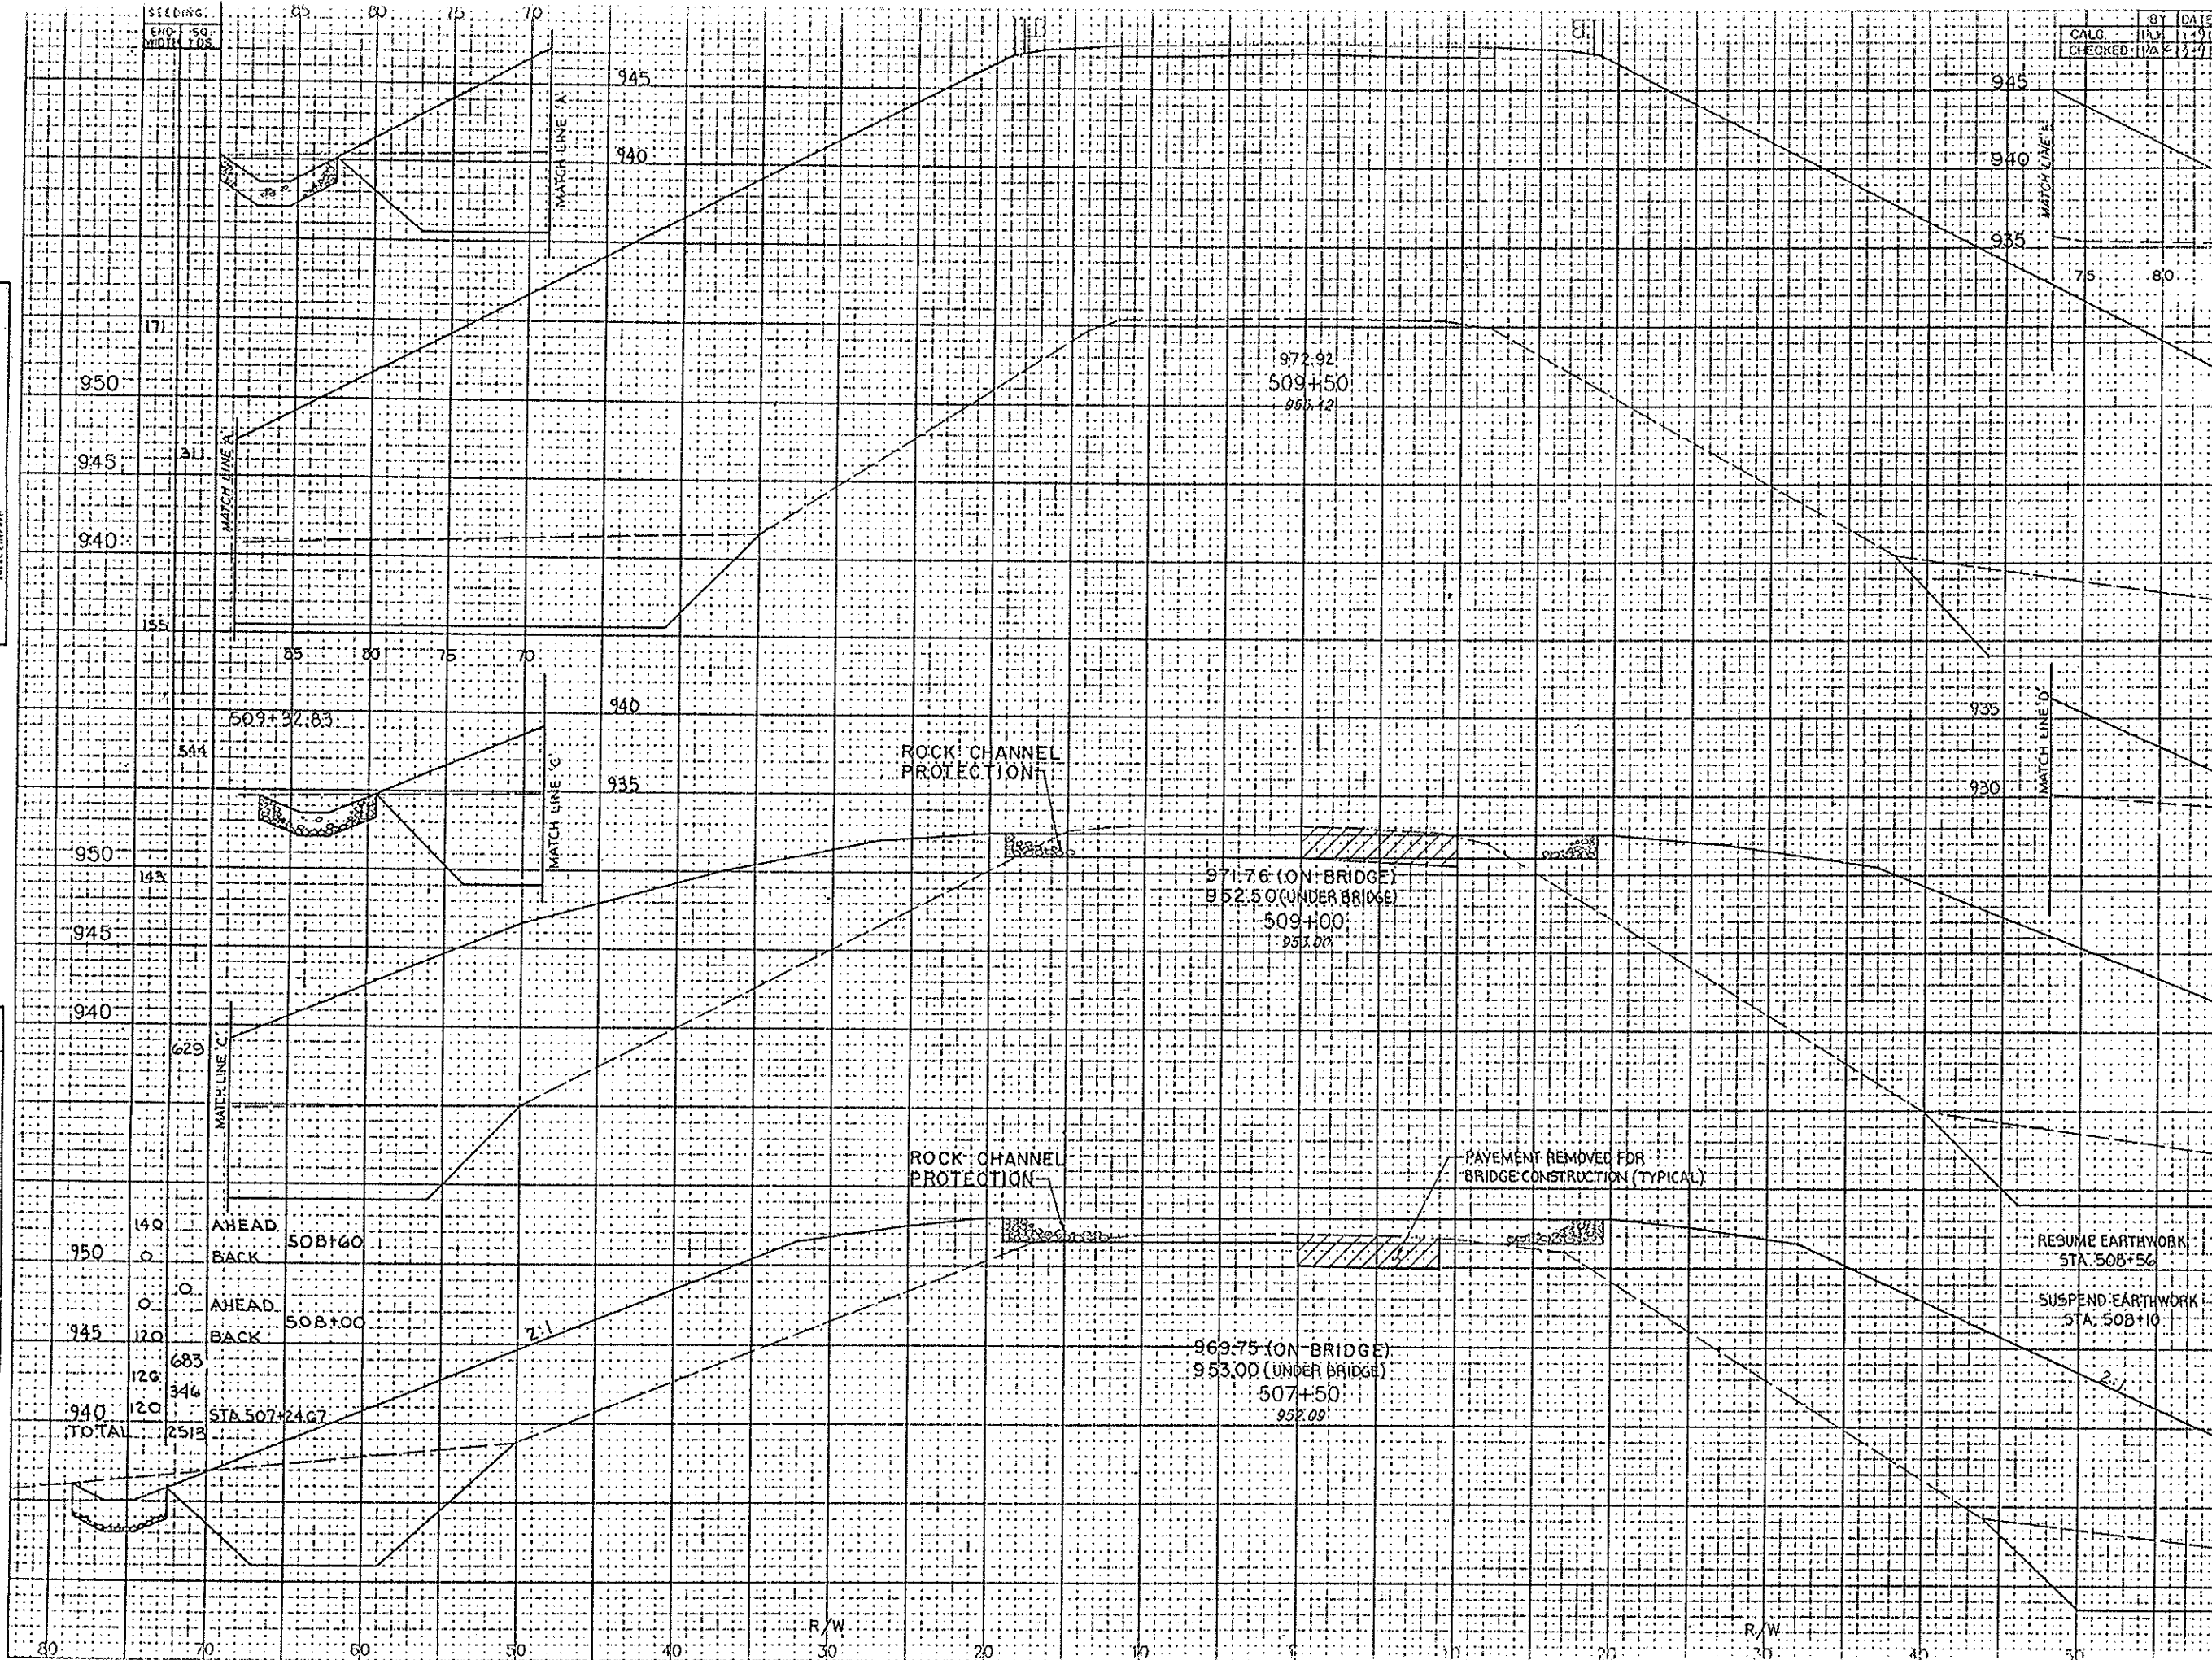 SEEDING
END SQ.
WIDTH YDS.
85 80 75 70
BY DATE
CALC.
CHECKED
945
940
MATCH LINE 'A'
945
940
935
MATCH LINE
75 80
171
950
945
940
311
155
MATCH LINE 'A'
972.92
509+50
955.42
85 80 75 70
509+32.83
544
940
935
MATCH LINE 'C'
ROCK CHANNEL
PROTECTION
935
930
MATCH LINE 'D'
950
143
945
940
629
MATCH LINE 'C'
971.76 (ON BRIDGE)
952.50 (UNDER BRIDGE)
509+00
953.00
ROCK CHANNEL
PROTECTION
PAVEMENT REMOVED FOR
BRIDGE CONSTRUCTION (TYPICAL)
140 AHEAD
508+60
950 0 BACK
0
0 AHEAD
508+00
945 120 BACK
683
126
346
940 120 STA. 507+24.67
TOTAL 2513
2:1
969.75 (ON BRIDGE)
953.00 (UNDER BRIDGE)
507+50
952.09
RESUME EARTHWORK
STA. 508+56
SUSPEND EARTHWORK
STA. 508+10
2:1
R/W R/W
80 70 60 50 40 30 20 10 0 10 20 30 40 50